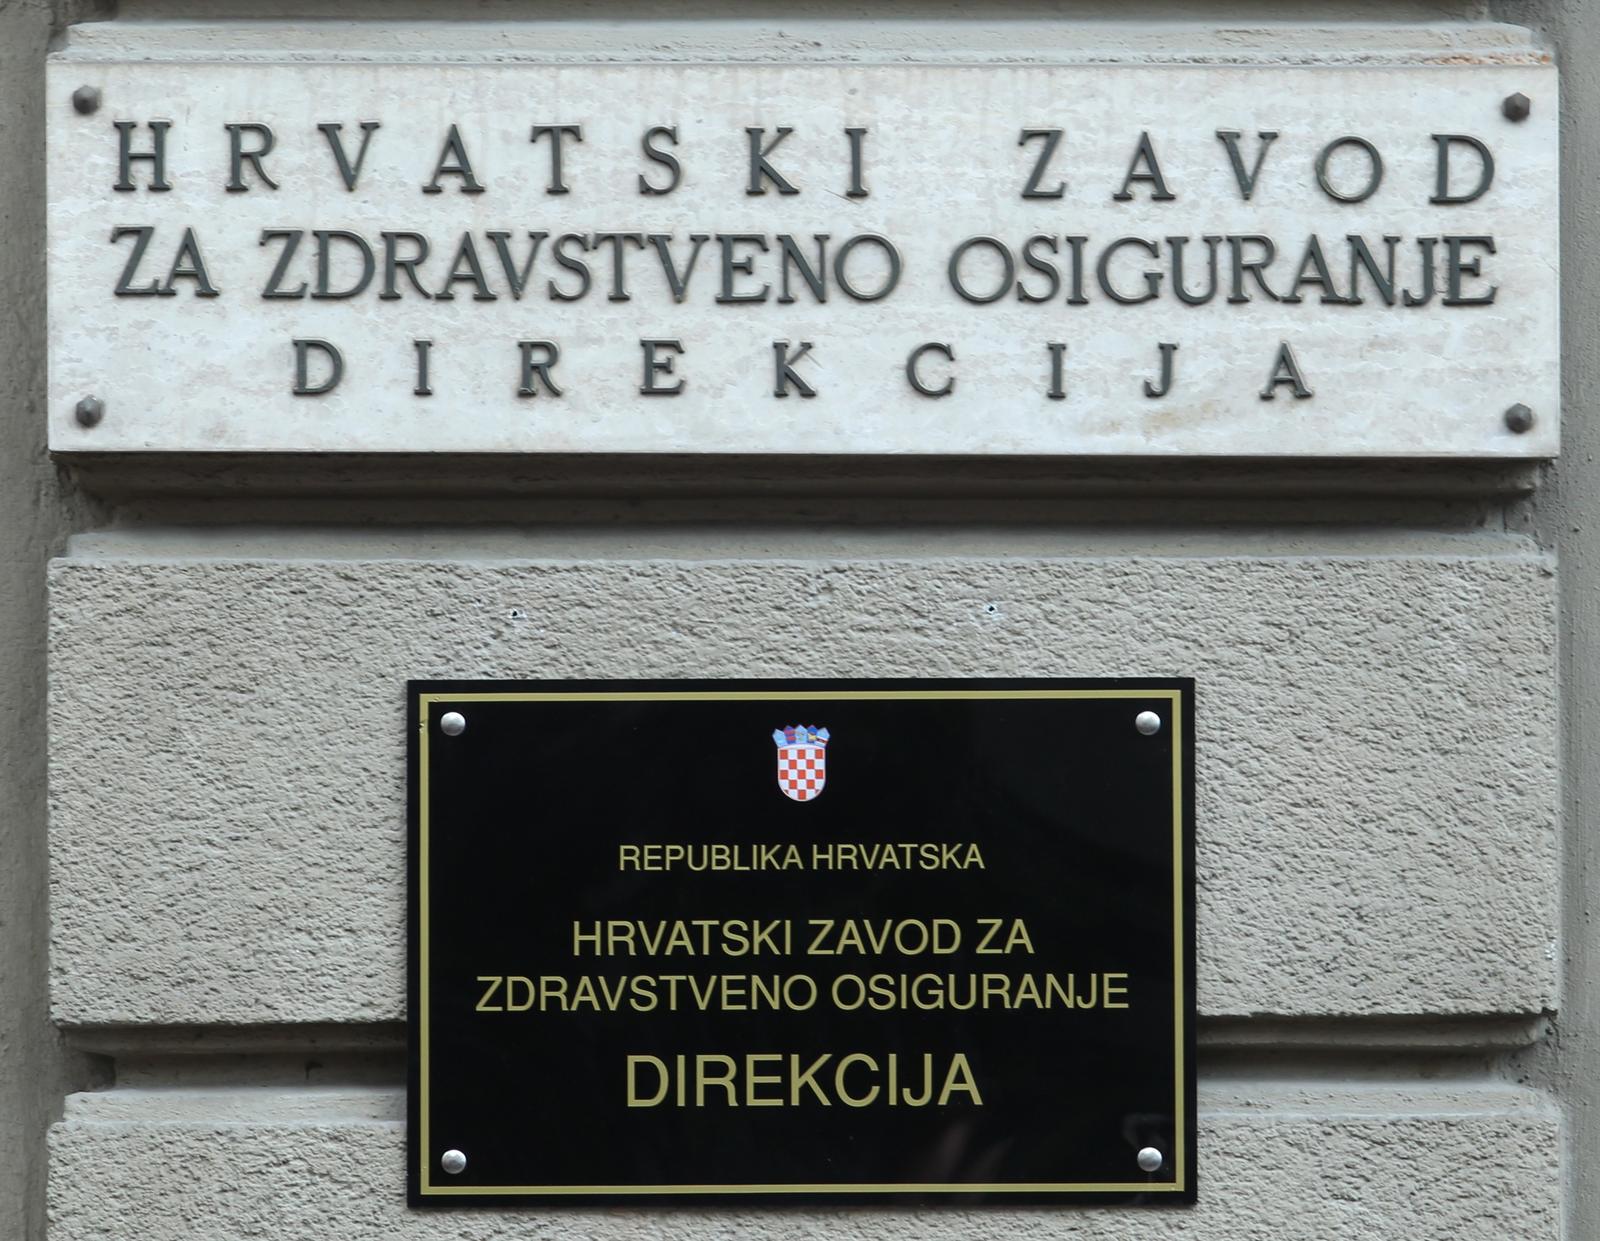 HRVATSKI ZAVOD
ZA ZDRAVSTVENO OSIGURANJE
DIREKCIJA
REPUBLIKA HRVATSKA
HRVATSKI ZAVOD ZA
ZDRAVSTVENO OSIGURANJE
DIREKCIJA